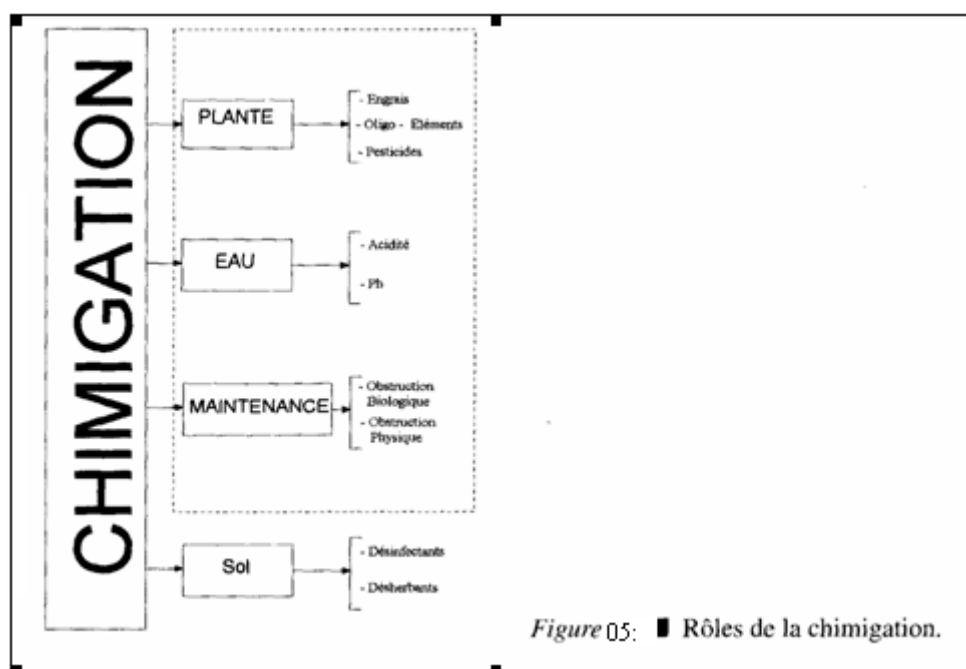 CHIMIGATION
PLANTE
- Engrais
- Oligo - Eléments
- Pesticides
EAU
- Acidité
- Ph
MAINTENANCE
- Obstruction
Biologique
- Obstruction
Physique
Sol
- Désinfectants
- Désherbants
Figure 05: ■ Rôles de la chimigation.